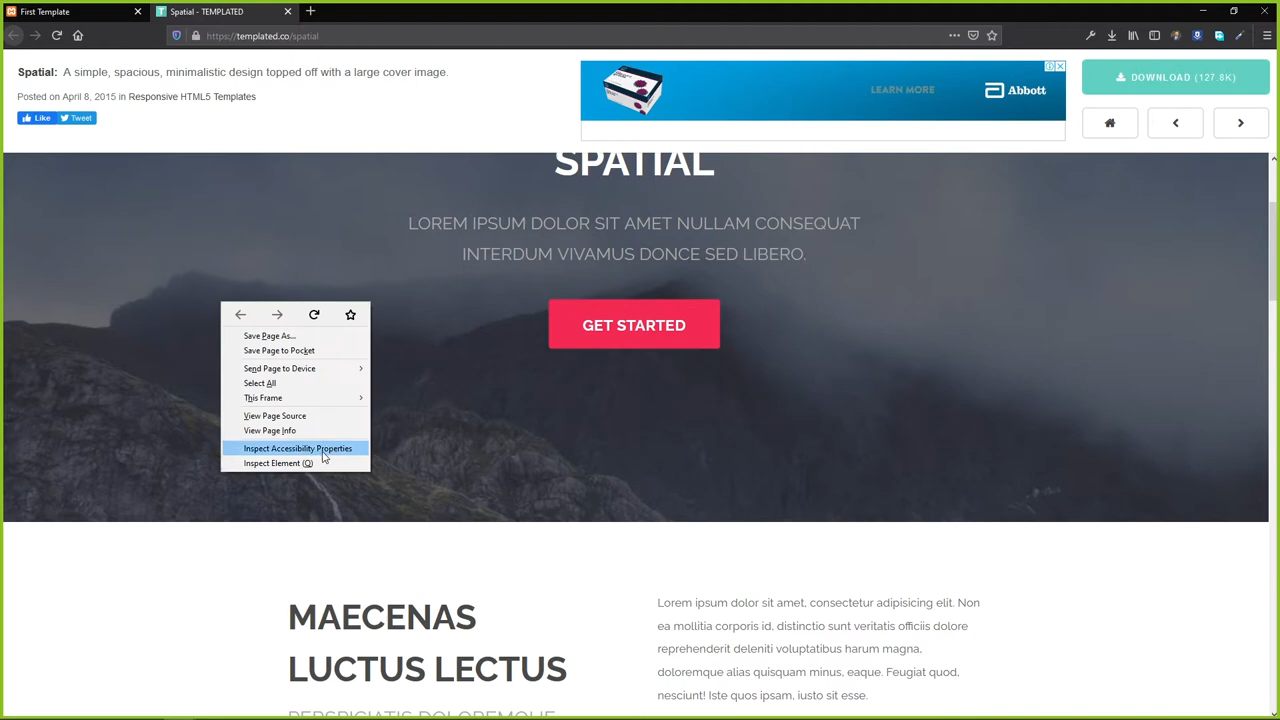 First Template
Spatial - TEMPLATED
https://templated.co/spatial
Spatial: A simple, spacious, minimalistic design topped off with a large cover image.
Posted on April 8, 2015 in Responsive HTML5 Templates
Like
Tweet
LEARN MORE
Abbott
DOWNLOAD (127.8K)
SPATIAL
LOREM IPSUM DOLOR SIT AMET NULLAM CONSEQUAT
INTERDUM VIVAMUS DONCE SED LIBERO.
GET STARTED
Save Page As...
Save Page to Pocket
Send Page to Device
Select All
This Frame
View Page Source
View Page Info
Inspect Accessibility Properties
Inspect Element (Q)
MAECENAS
LUCTUS LECTUS
PERSPICIATIS DOLOREMQUE
Lorem ipsum dolor sit amet, consectetur adipisicing elit. Non
ea mollitia corporis id, distinctio sunt veritatis officiis dolore
reprehenderit deleniti voluptatibus harum magna,
doloremque alias quisquam minus, eaque. Feugiat quod,
nesciunt! Iste quos ipsam, iusto sit esse.